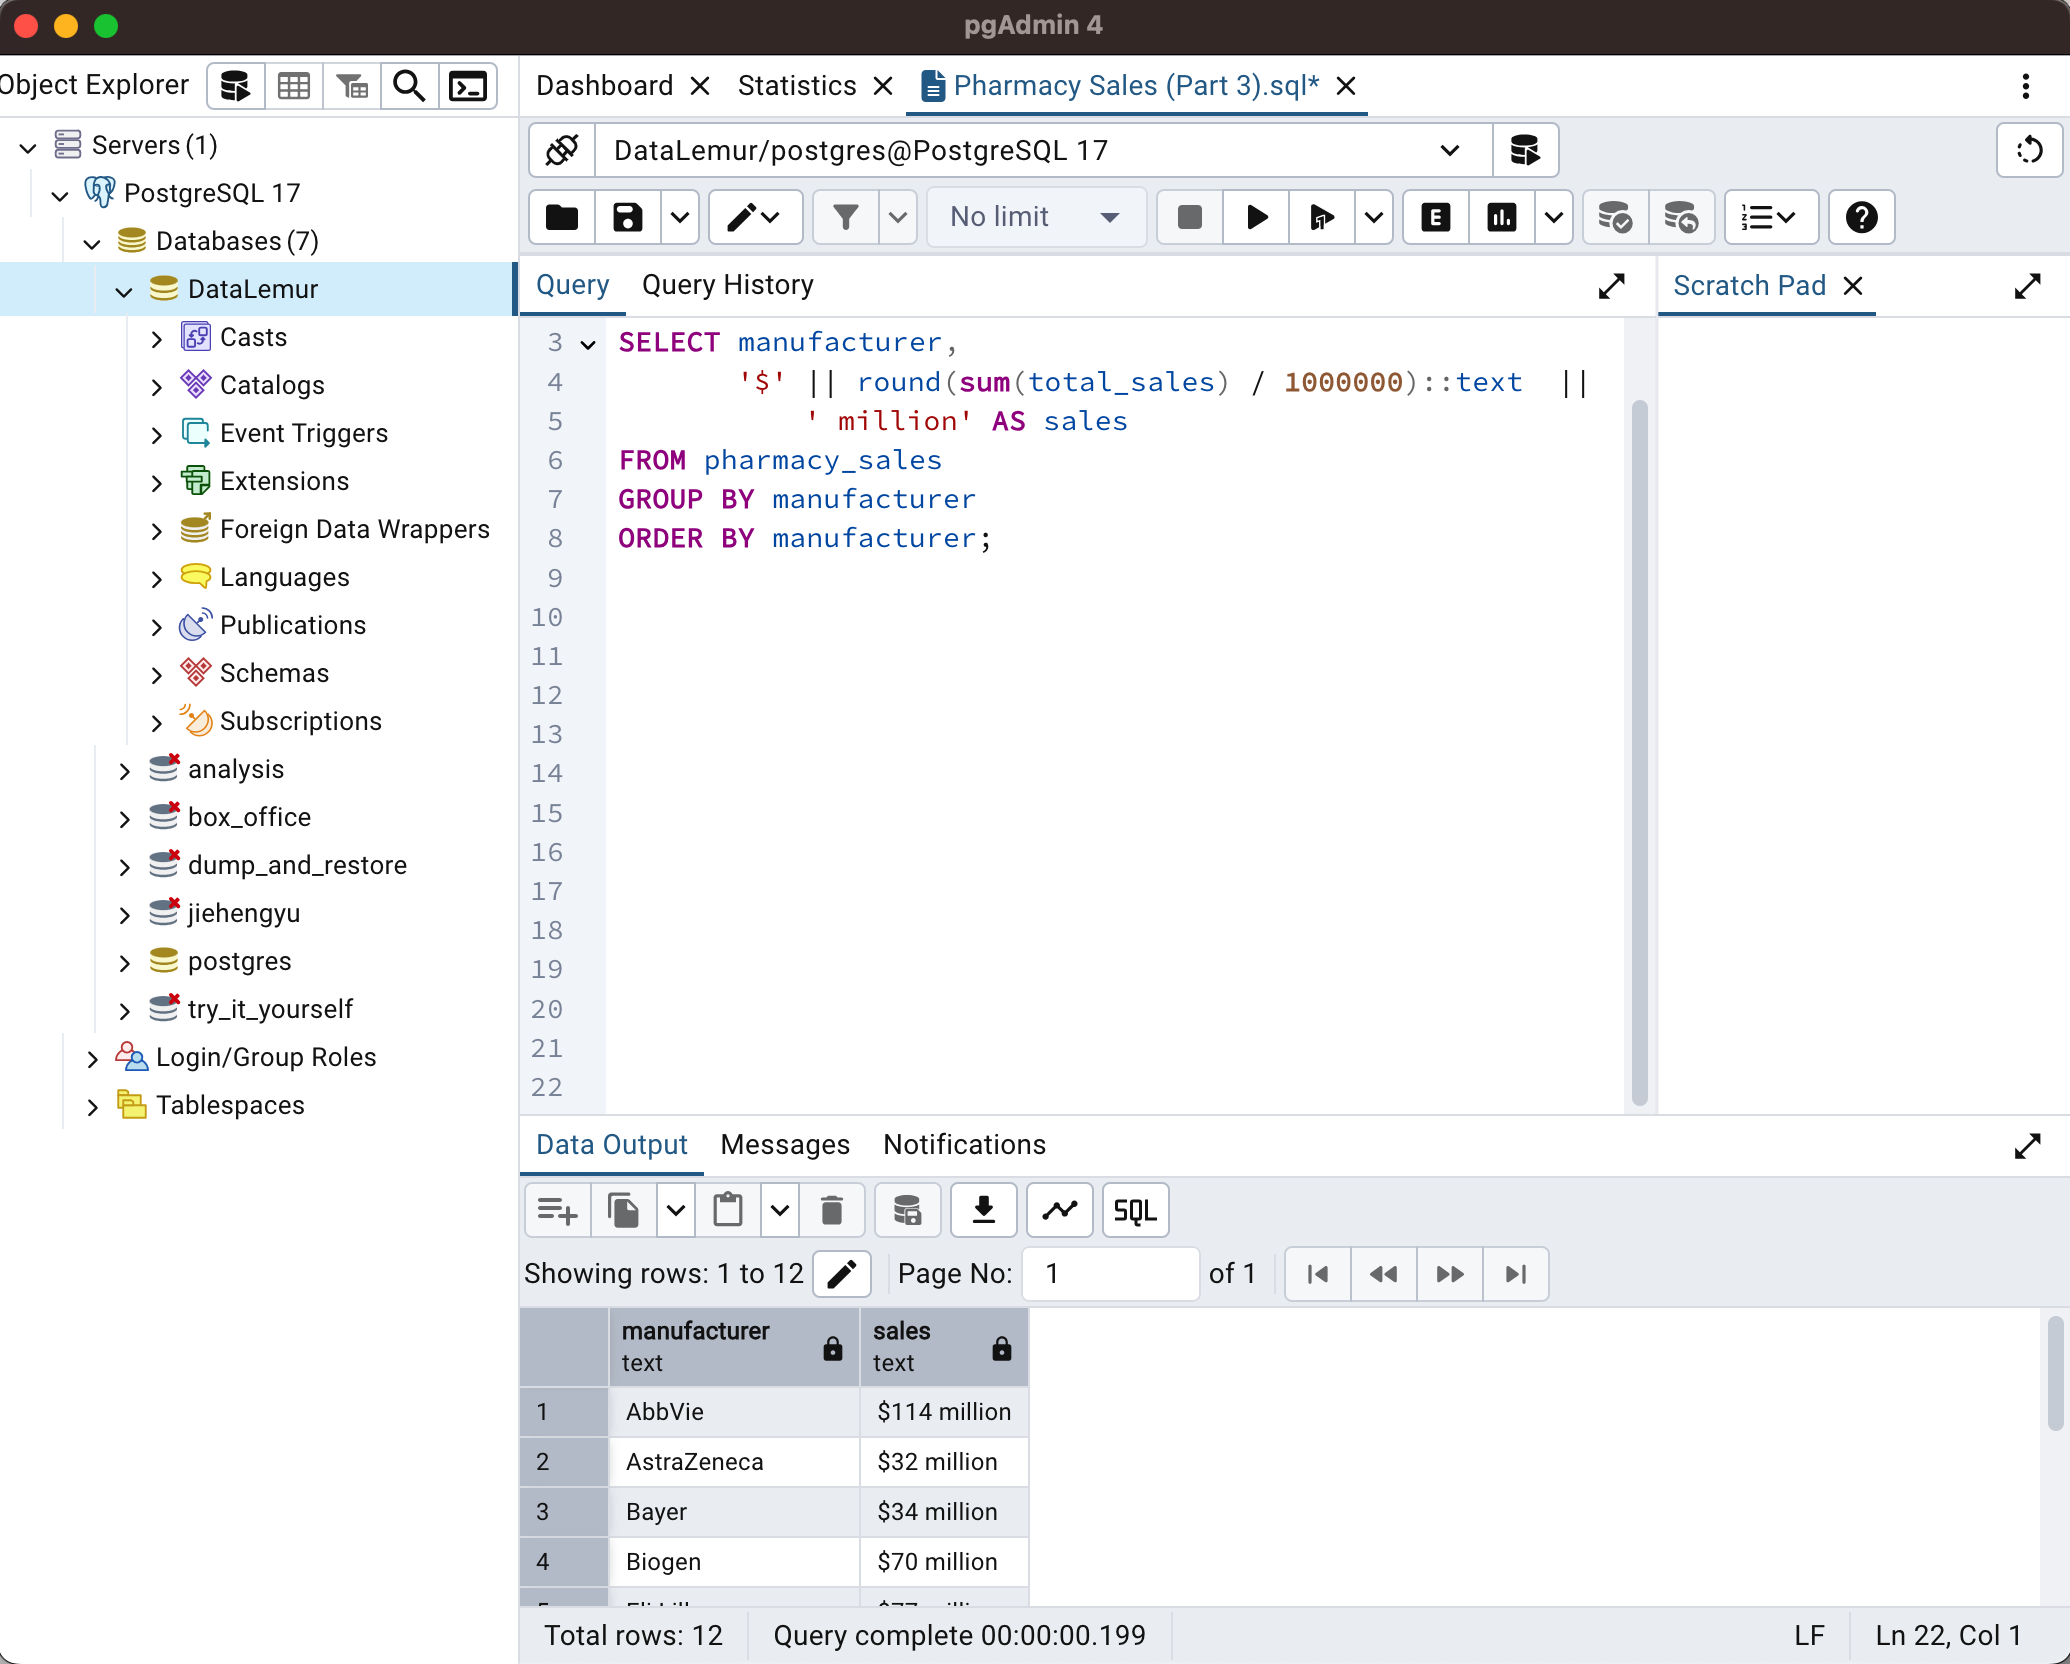 pgAdmin 4
Object Explorer
Dashboard
Statistics
Pharmacy Sales (Part 3).sql*
Servers (1)
PostgreSQL 17
Databases (7)
DataLemur
Casts
Catalogs
Event Triggers
Extensions
Foreign Data Wrappers
Languages
Publications
Schemas
Subscriptions
analysis
box_office
dump_and_restore
jiehengyu
postgres
try_it_yourself
Login/Group Roles
Tablespaces
DataLemur/postgres@PostgreSQL 17
No limit
Query
Query History
Scratch Pad
3 SELECT manufacturer,
4 '$' || round(sum(total_sales) / 1000000)::text ||
5 ' million' AS sales
6 FROM pharmacy_sales
7 GROUP BY manufacturer
8 ORDER BY manufacturer;
9
10
11
12
13
14
15
16
17
18
19
20
21
22
Data Output
Messages
Notifications
SQL
Showing rows: 1 to 12
Page No: 1 of 1
manufacturer sales
text text
1 AbbVie $114 million
2 AstraZeneca $32 million
3 Bayer $34 million
4 Biogen $70 million
Total rows: 12
Query complete 00:00:00.199
LF
Ln 22, Col 1